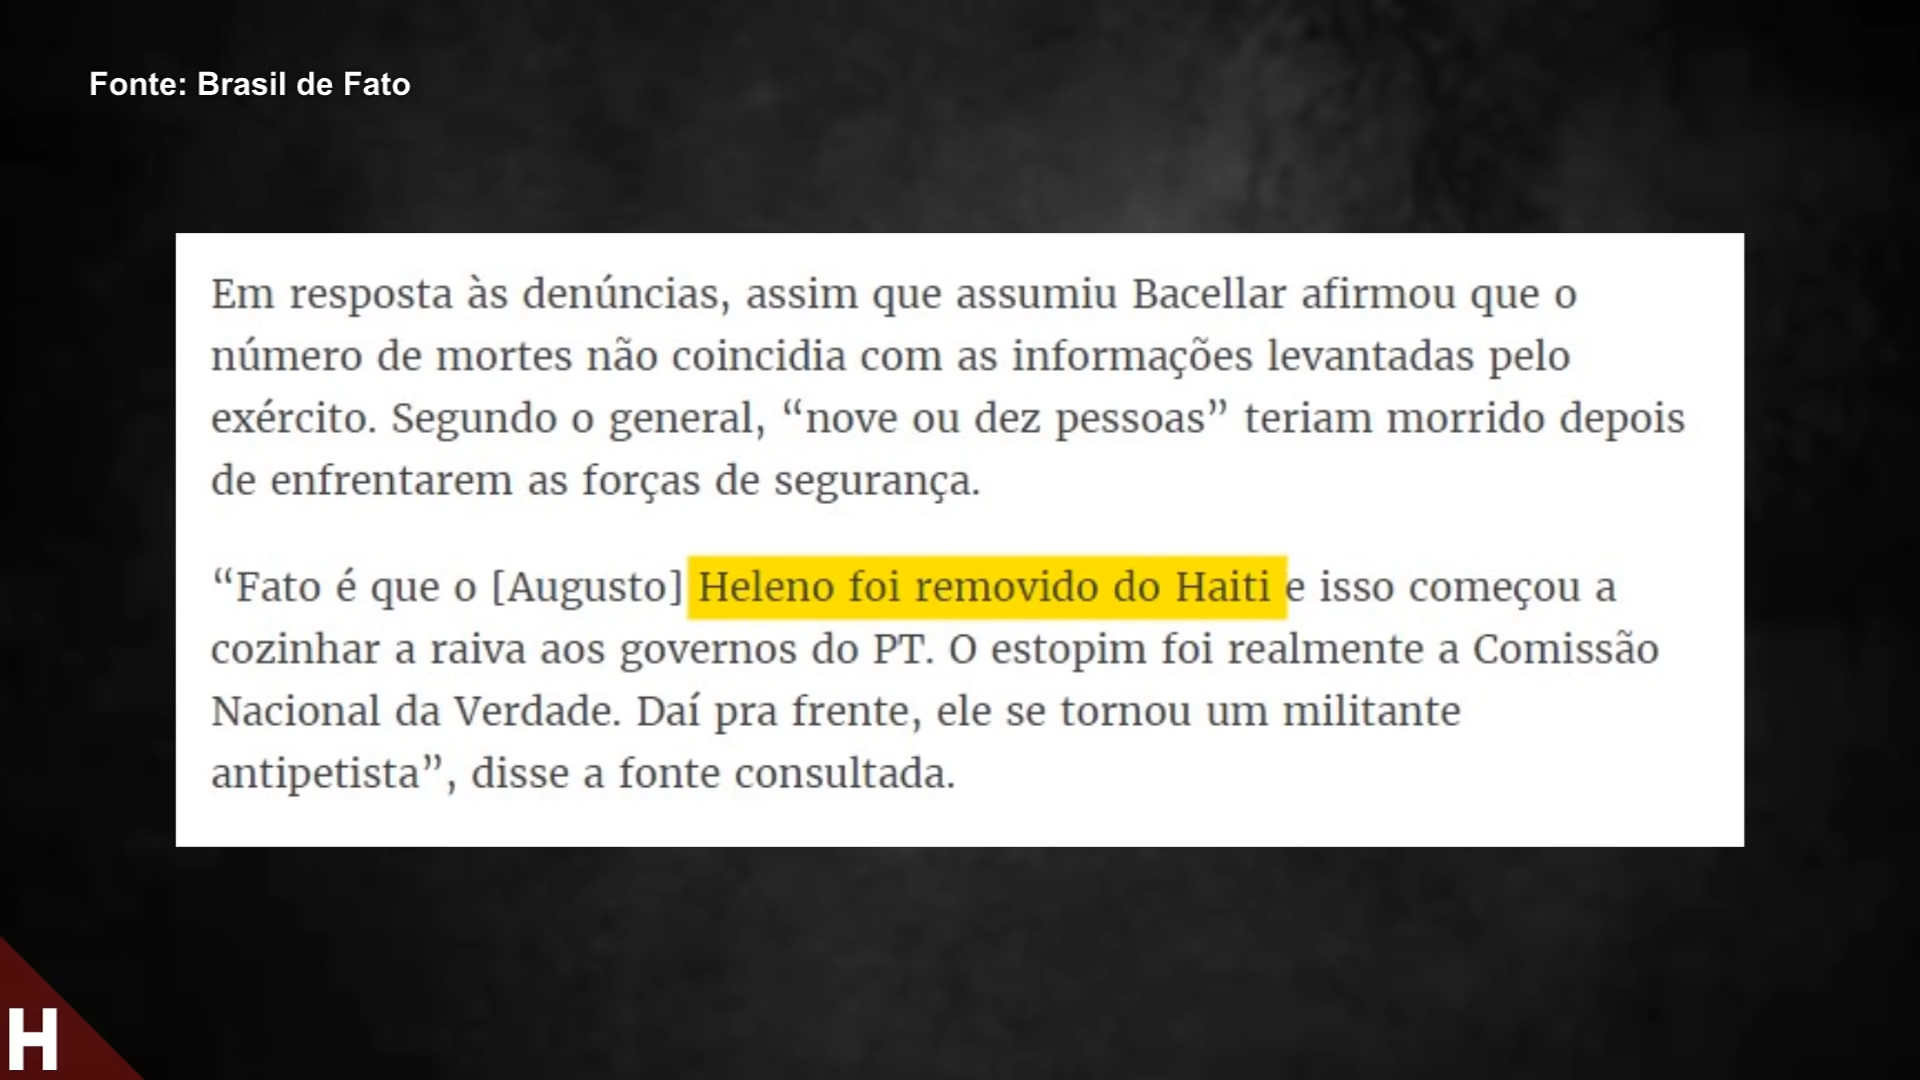 Fonte: Brasil de Fato
Em resposta às denúncias, assim que assumiu Bacellar afirmou que o
número de mortes não coincidia com as informações levantadas pelo
exército. Segundo o general, “nove ou dez pessoas” teriam morrido depois
de enfrentarem as forças de segurança.
“Fato é que o [Augusto] Heleno foi removido do Haiti e isso começou a
cozinhar a raiva aos governos do PT. O estopim foi realmente a Comissão
Nacional da Verdade. Daí pra frente, ele se tornou um militante
antipetista”, disse a fonte consultada.
H